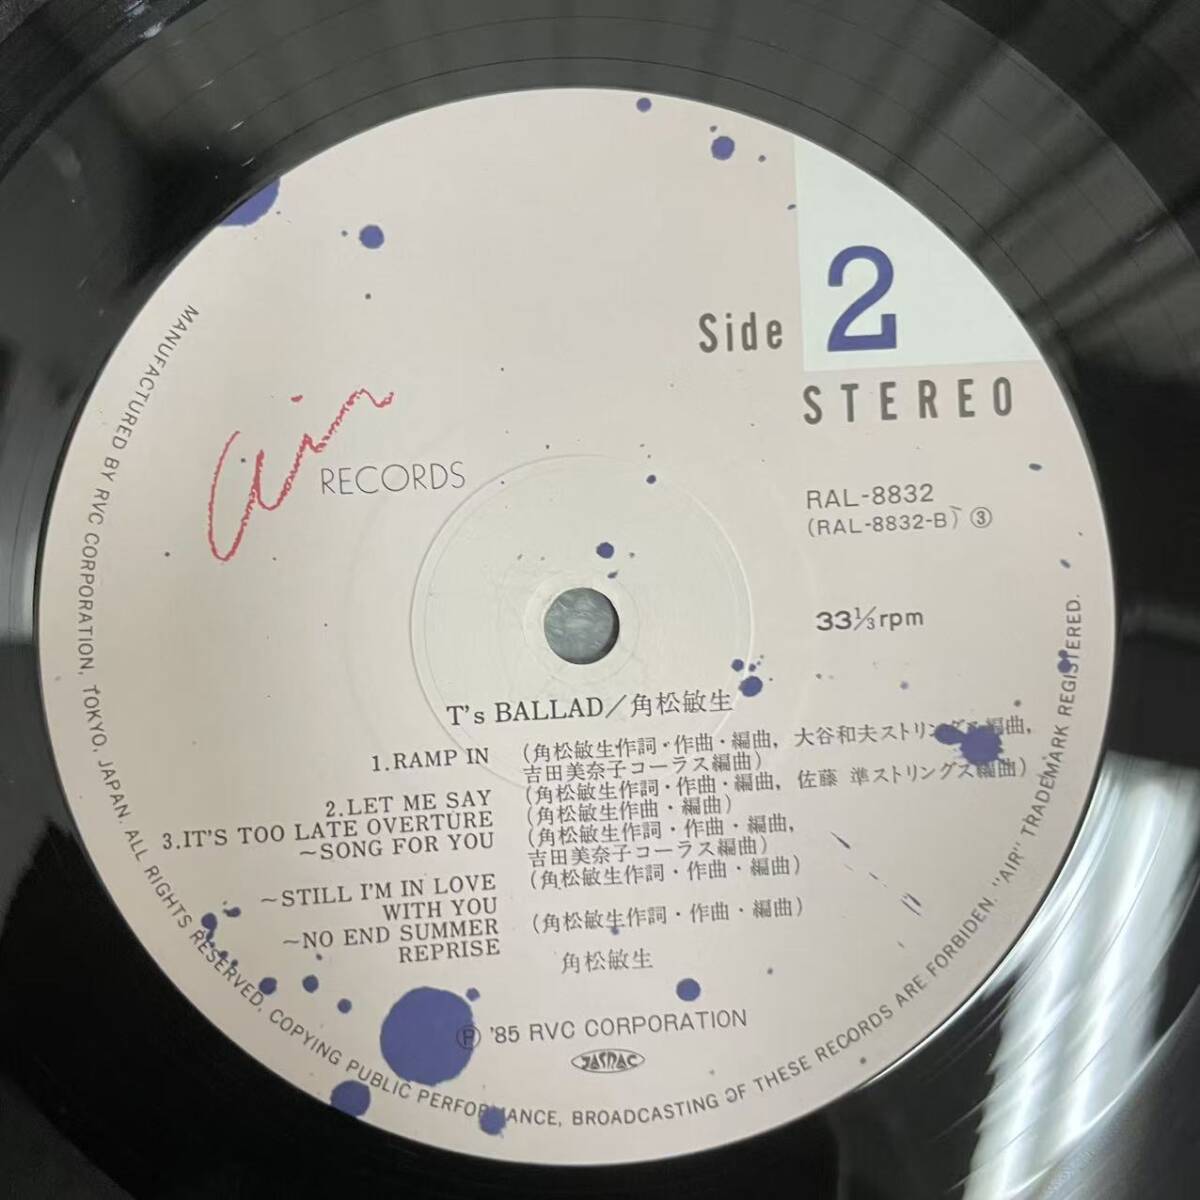 Side 2
STEREO
Air
RECORDS
RAL-8832
(RAL-8832-B) ③
33 1/3 rpm
T's BALLAD/角松敏生
1.RAMP IN (角松敏生作詞・作曲・編曲, 大谷和夫ストリングス編曲,
吉田美奈子コーラス編曲)
2.LET ME SAY (角松敏生作詞・作曲・編曲, 佐藤 準ストリングス編曲)
3.IT'S TOO LATE OVERTURE (角松敏生作曲・編曲)
~SONG FOR YOU (角松敏生作詞・作曲・編曲,
吉田美奈子コーラス編曲)
~STILL I'M IN LOVE (角松敏生作詞・作曲・編曲)
WITH YOU
~NO END SUMMER (角松敏生作詞・作曲・編曲)
REPRISE
角松敏生
Ⓟ '85 RVC CORPORATION
JASRAC
MANUFACTURED BY RVC CORPORATION, TOKYO, JAPAN. ALL RIGHTS RESERVED. COPYING PUBLIC PERFORMANCE, BROADCASTING OF THESE RECORDS ARE FORBIDDEN. "AIR" TRADEMARK REGISTERED.